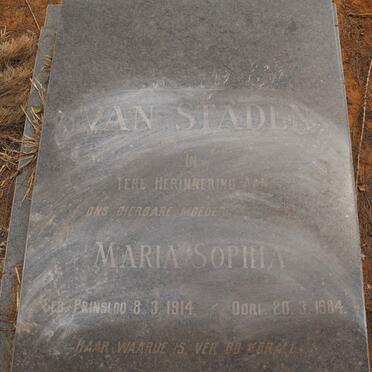 VAN STADEN
IN
TERE HERINNERING AAN
ONS DIERBARE MOEDER
MARIA SOPHIA
GEB. PRINSLOO 8.3.1914. OORL. 20.3.1984.
HAAR WAARDE IS VER BO KORALE